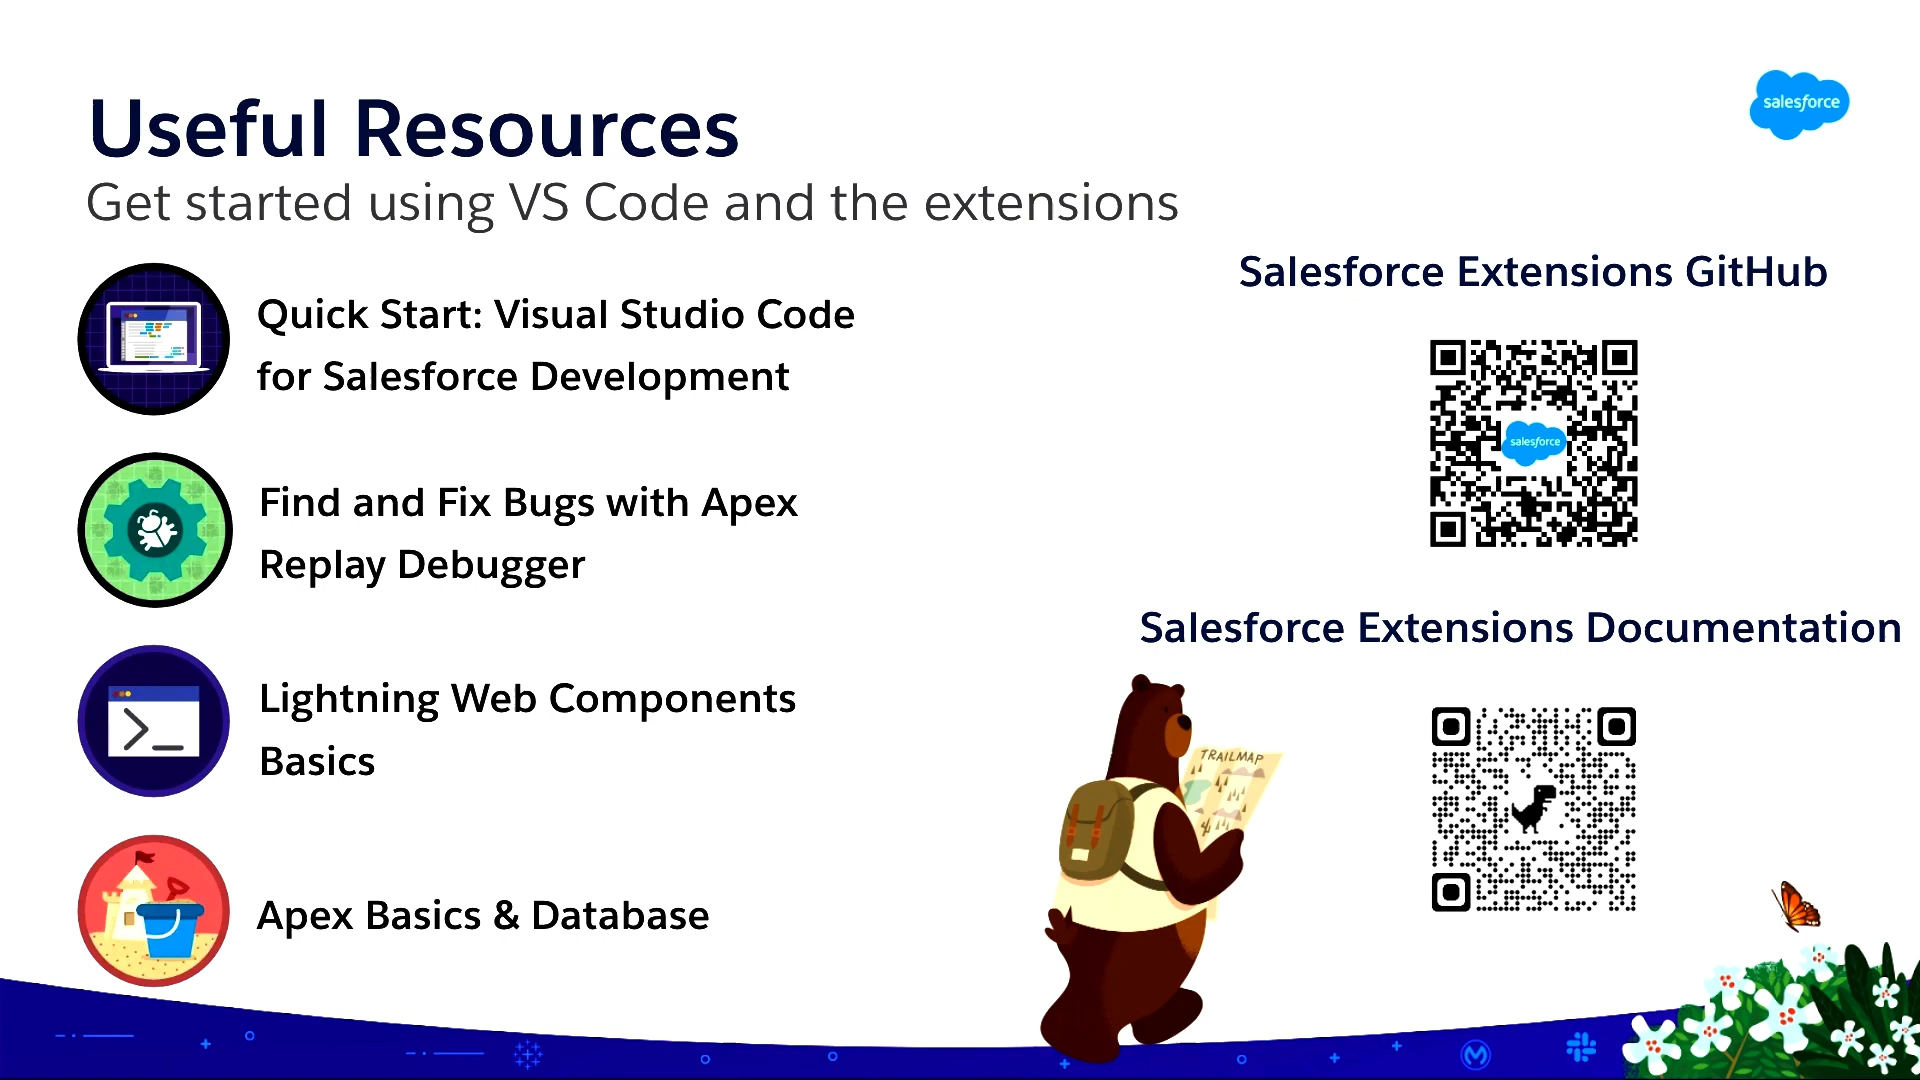 Useful Resources
Get started using VS Code and the extensions
salesforce
Quick Start: Visual Studio Code
for Salesforce Development
Find and Fix Bugs with Apex
Replay Debugger
Lightning Web Components
Basics
Apex Basics & Database
Salesforce Extensions GitHub
salesforce
Salesforce Extensions Documentation
TRAILMAP